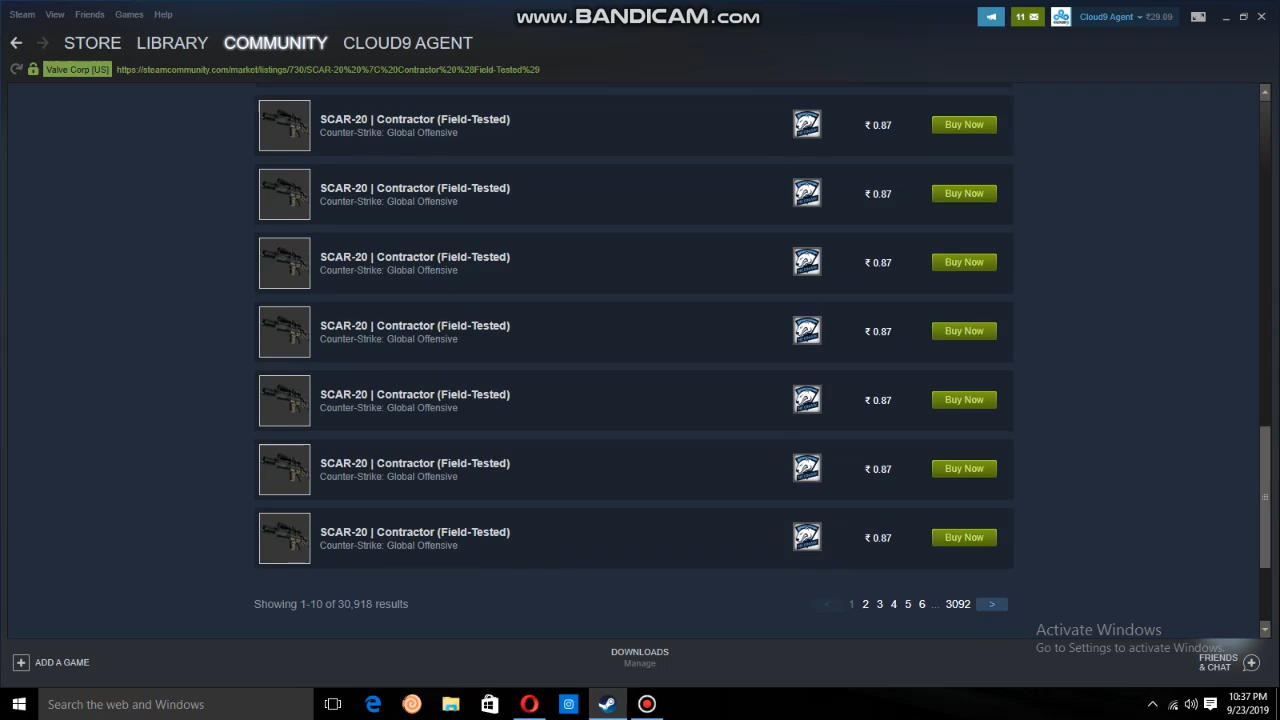 www.BANDICAM.com
Steam View Friends Games Help
11 Cloud9 Agent ₹29.09
STORE LIBRARY COMMUNITY CLOUD9 AGENT
Valve Corp [US] https://steamcommunity.com/market/listings/730/SCAR-20%20%7C%20Contractor%20%28Field-Tested%29
SCAR-20 | Contractor (Field-Tested)
Counter-Strike: Global Offensive
₹ 0.87 Buy Now
SCAR-20 | Contractor (Field-Tested)
Counter-Strike: Global Offensive
₹ 0.87 Buy Now
SCAR-20 | Contractor (Field-Tested)
Counter-Strike: Global Offensive
₹ 0.87 Buy Now
SCAR-20 | Contractor (Field-Tested)
Counter-Strike: Global Offensive
₹ 0.87 Buy Now
SCAR-20 | Contractor (Field-Tested)
Counter-Strike: Global Offensive
₹ 0.87 Buy Now
SCAR-20 | Contractor (Field-Tested)
Counter-Strike: Global Offensive
₹ 0.87 Buy Now
SCAR-20 | Contractor (Field-Tested)
Counter-Strike: Global Offensive
₹ 0.87 Buy Now
Showing 1-10 of 30,918 results
< 1 2 3 4 5 6 ... 3092 >
Activate Windows
Go to Settings to activate Windows.
ADD A GAME
DOWNLOADS
Manage
FRIENDS
& CHAT
Search the web and Windows
10:37 PM
9/23/2019